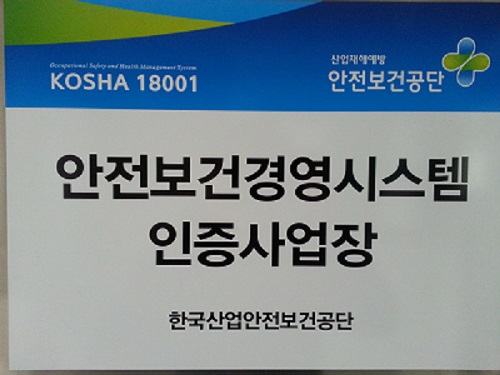 Occupational Safety and Health Management System
KOSHA 18001
산업재해예방
안전보건공단
안전보건경영시스템
인증사업장
한국산업안전보건공단